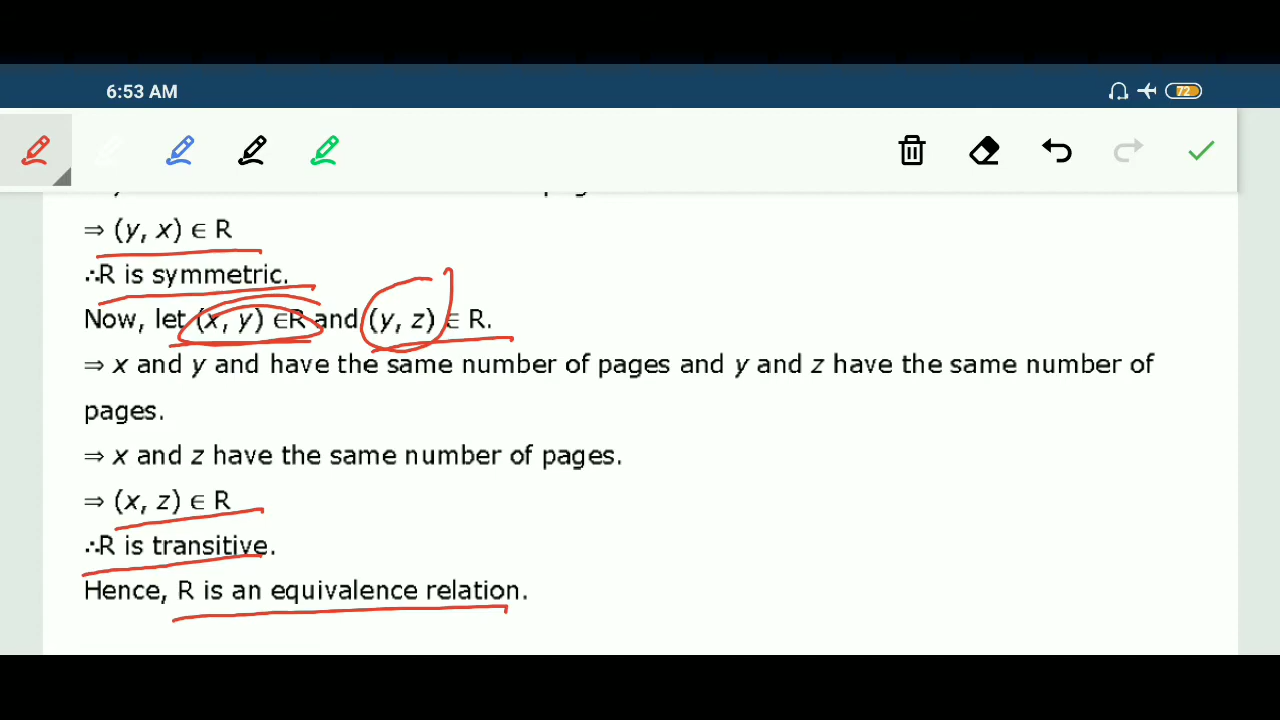 6:53 AM
72
⇒ (y, x) ∈ R
∴R is symmetric.
Now, let (x, y) ∈R and (y, z) ∈ R.
⇒ x and y and have the same number of pages and y and z have the same number of
pages.
⇒ x and z have the same number of pages.
⇒ (x, z) ∈ R
∴R is transitive.
Hence, R is an equivalence relation.